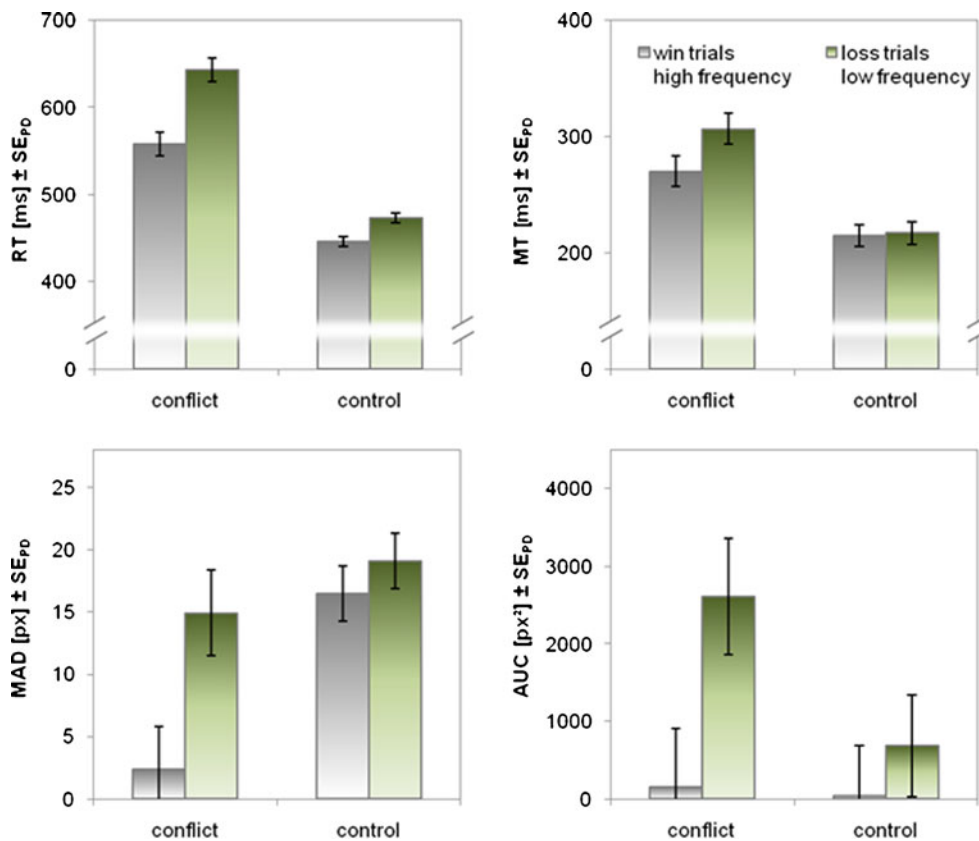 700
600
500
400
0
RT [ms] ± SEPD
conflict
control
400
300
200
0
MT [ms] ± SEPD
win trials
high frequency
loss trials
low frequency
conflict
control
25
20
15
10
5
0
MAD [px] ± SEPD
conflict
control
4000
3000
2000
1000
0
AUC [px²] ± SEPD
conflict
control